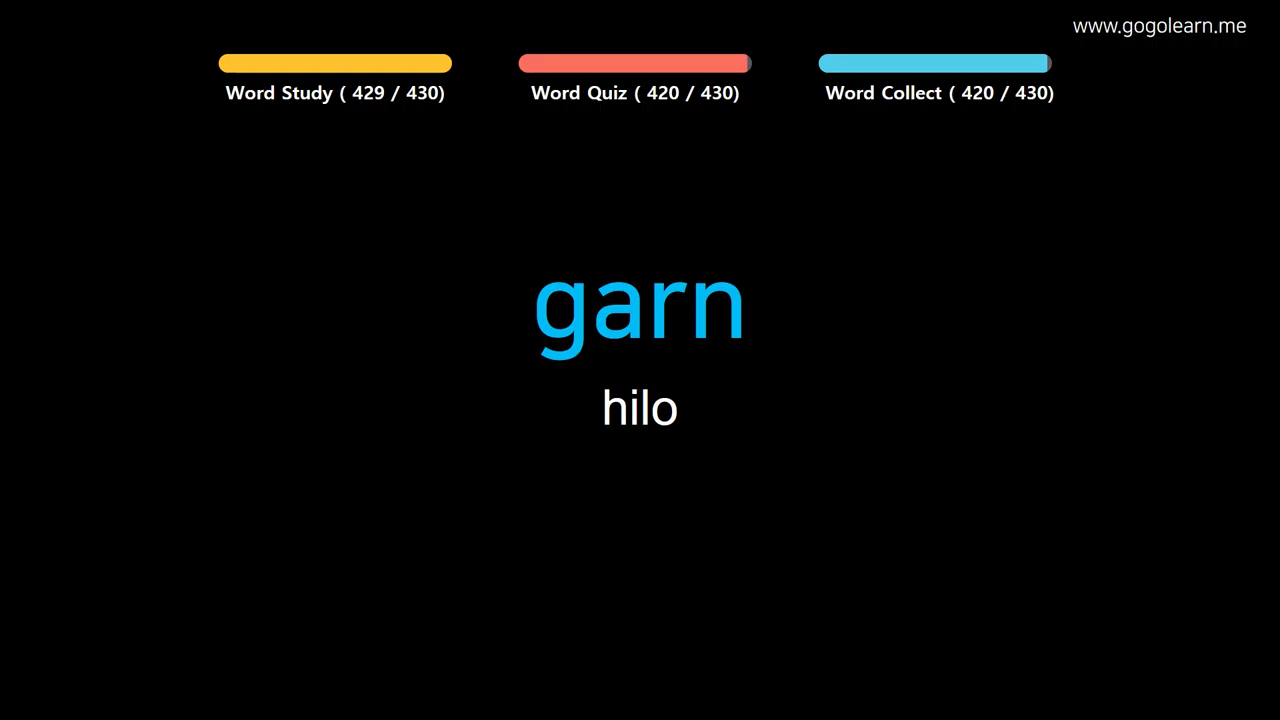 www.gogolearn.me
Word Study ( 429 / 430)
Word Quiz ( 420 / 430)
Word Collect ( 420 / 430)
garn
hilo